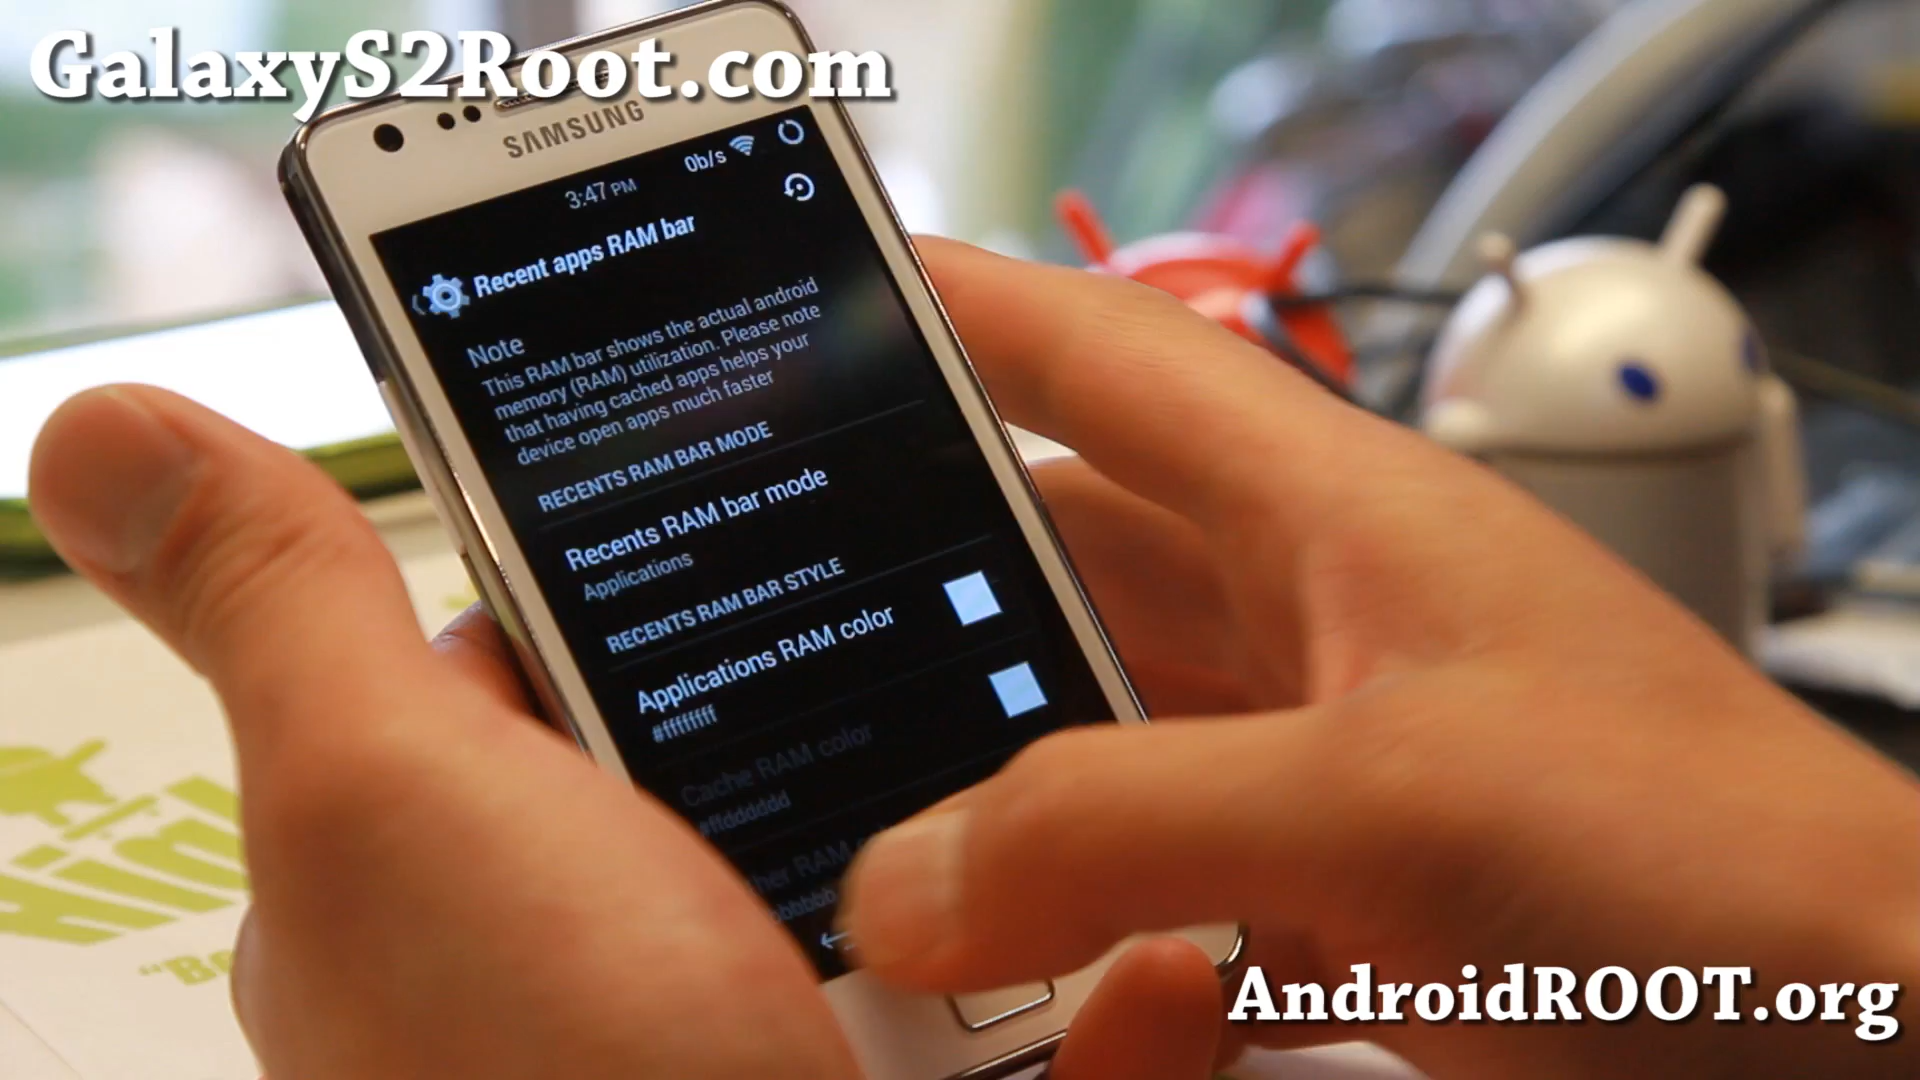 GalaxyS2Root.com
SAMSUNG
0b/s
3:47 PM
Recent apps RAM bar
Note
This RAM bar shows the actual android
memory (RAM) utilization. Please note
that having cached apps helps your
device open apps much faster
RECENTS RAM BAR MODE
Recents RAM bar mode
Applications
RECENTS RAM BAR STYLE
Applications RAM color
#ffffffff
Cache RAM color
#ffdddddd
RAM
AndroidROOT.org